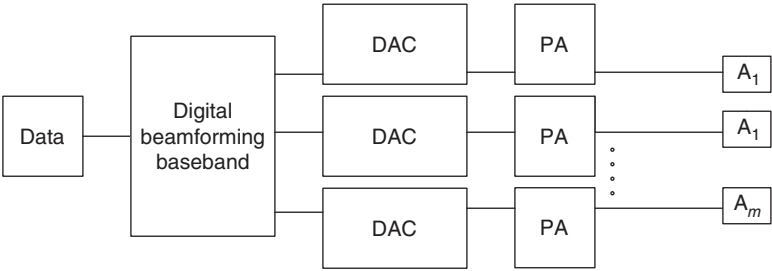 DAC
PA
A1
Data
Digital
beamforming
baseband
DAC
PA
A1
DAC
PA
Am